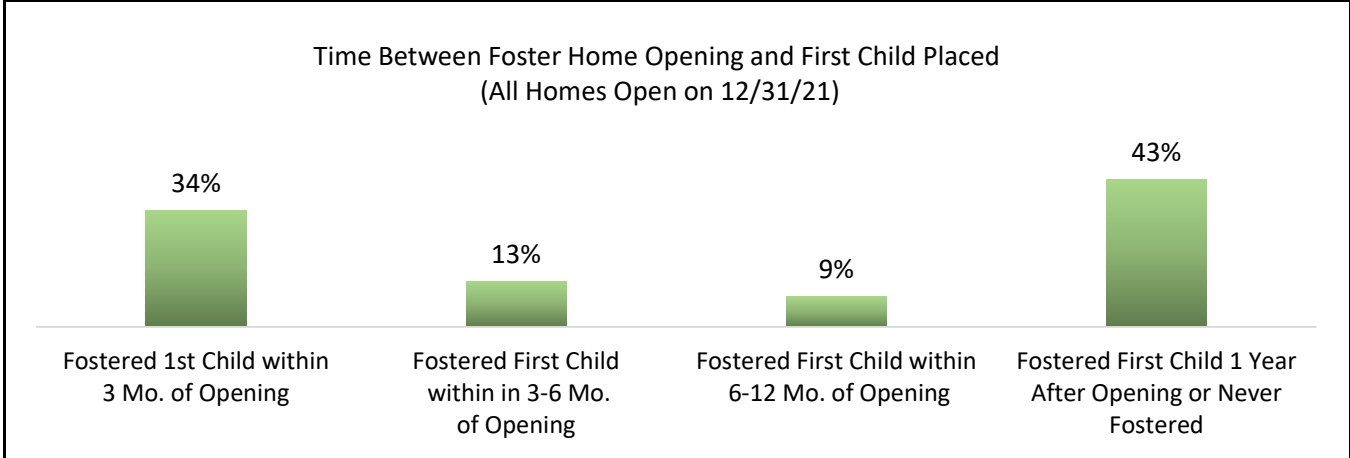 Time Between Foster Home Opening and First Child Placed
(All Homes Open on 12/31/21)
34%
13%
9%
43%
Fostered 1st Child within
3 Mo. of Opening
Fostered First Child
within in 3-6 Mo.
of Opening
Fostered First Child within
6-12 Mo. of Opening
Fostered First Child 1 Year
After Opening or Never
Fostered